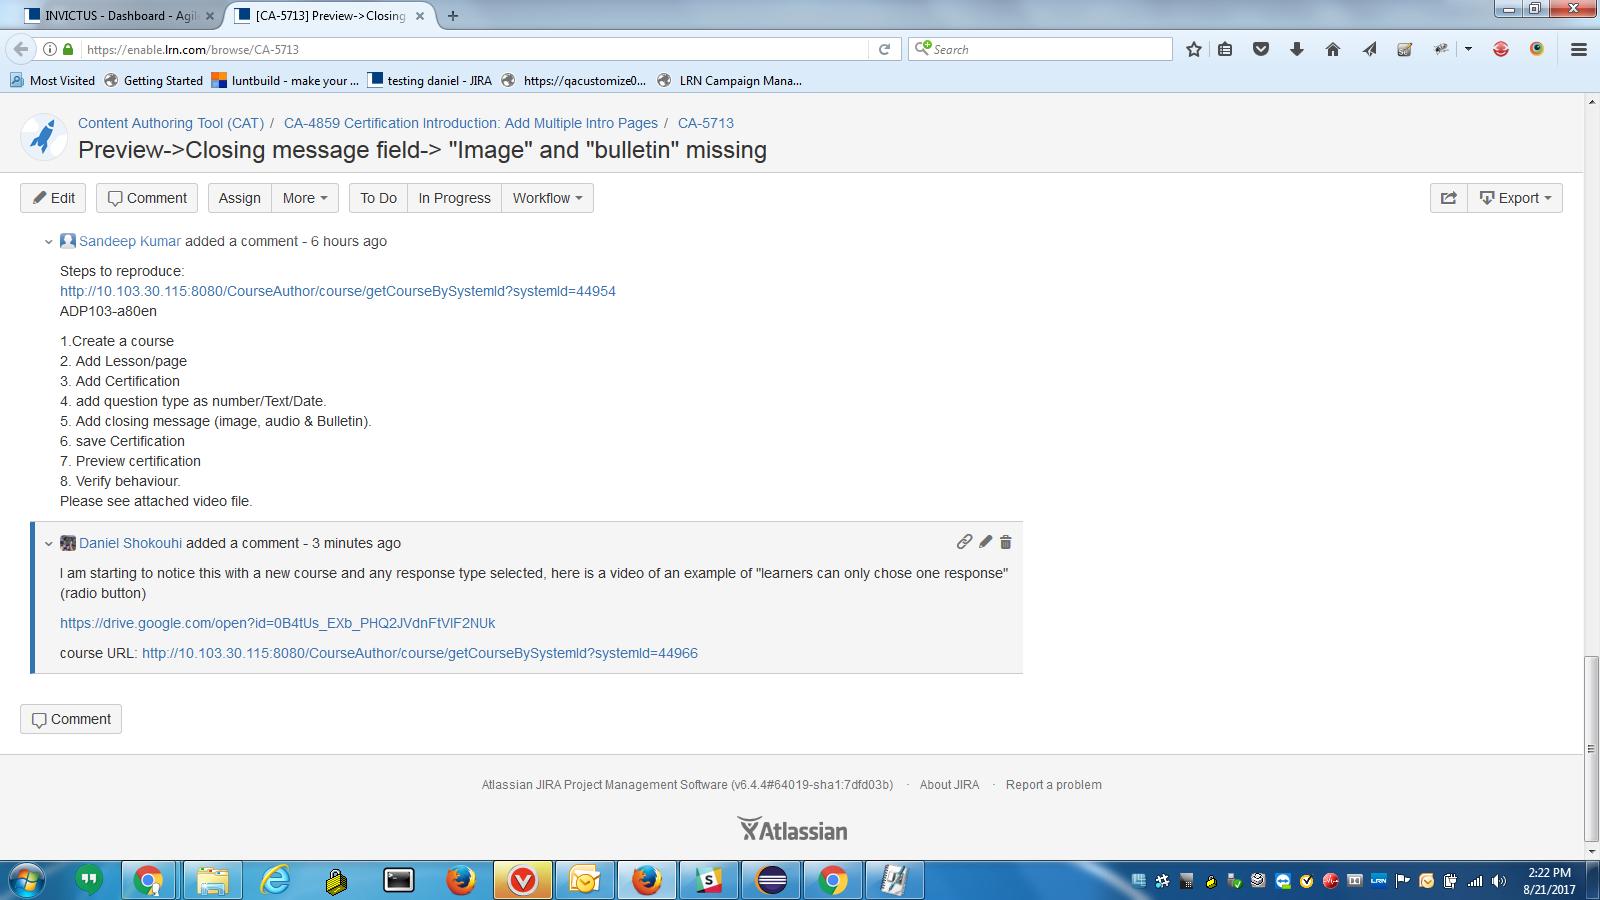 INVICTUS - Dashboard - Agil
[CA-5713] Preview->Closing
https://enable.lrn.com/browse/CA-5713
Search
Most Visited
Getting Started
luntbuild - make your ...
testing daniel - JIRA
https://qacustomize0...
LRN Campaign Mana...
Content Authoring Tool (CAT) / CA-4859 Certification Introduction: Add Multiple Intro Pages / CA-5713
Preview->Closing message field-> "Image" and "bulletin" missing
Edit
Comment
Assign
More
To Do
In Progress
Workflow
Export
Sandeep Kumar added a comment - 6 hours ago
Steps to reproduce:
http://10.103.30.115:8080/CourseAuthor/course/getCourseBySystemId?systemId=44954
ADP103-a80en
1.Create a course
2. Add Lesson/page
3. Add Certification
4. add question type as number/Text/Date.
5. Add closing message (image, audio & Bulletin).
6. save Certification
7. Preview certification
8. Verify behaviour.
Please see attached video file.
Daniel Shokouhi added a comment - 3 minutes ago
I am starting to notice this with a new course and any response type selected, here is a video of an example of "learners can only chose one response"
(radio button)
https://drive.google.com/open?id=0B4tUs_EXb_PHQ2JVdnFtVlF2NUk
course URL: http://10.103.30.115:8080/CourseAuthor/course/getCourseBySystemId?systemId=44966
Comment
Atlassian JIRA Project Management Software (v6.4.4#64019-sha1:7dfd03b) · About JIRA · Report a problem
Atlassian
LRN
2:22 PM
8/21/2017